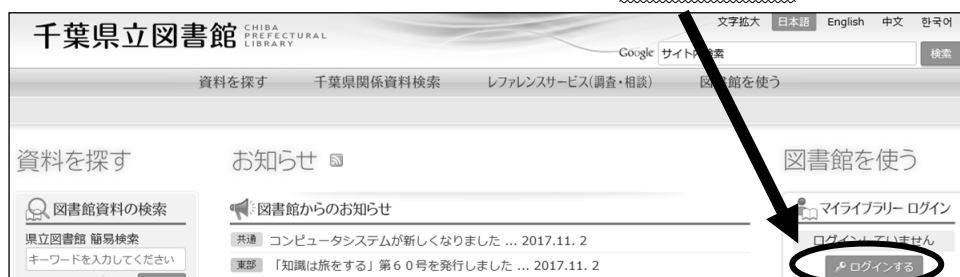 千葉県立図書館 CHIBA PREFECTURAL LIBRARY
文字拡大 日本語 English 中文 한국어
Google サイト内検索 検索
資料を探す 千葉県関係資料検索 レファレンスサービス(調査・相談) 図書館を使う
資料を探す お知らせ 図書館を使う
図書館資料の検索 図書館からのお知らせ マイライブラリー ログイン
県立図書館 簡易検索 共通 コンピュータシステムが新しくなりました ... 2017.11. 2 ログインしていません
キーワードを入力してください 東部 「知識は旅をする」第60号を発行しました ... 2017.11. 2 ログインする